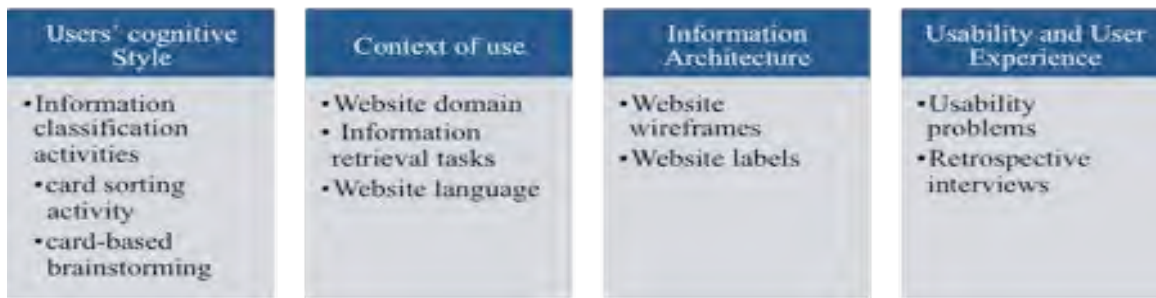 Users' cognitive
Style
•Information
classification
activities
•card sorting
activity
•card-based
brainstorming
Context of use
•Website domain
• Information
retrieval tasks
•Website language
Information
Architecture
•Website
wireframes
•Website labels
Usability and User
Experience
•Usability
problems
•Retrospective
interviews